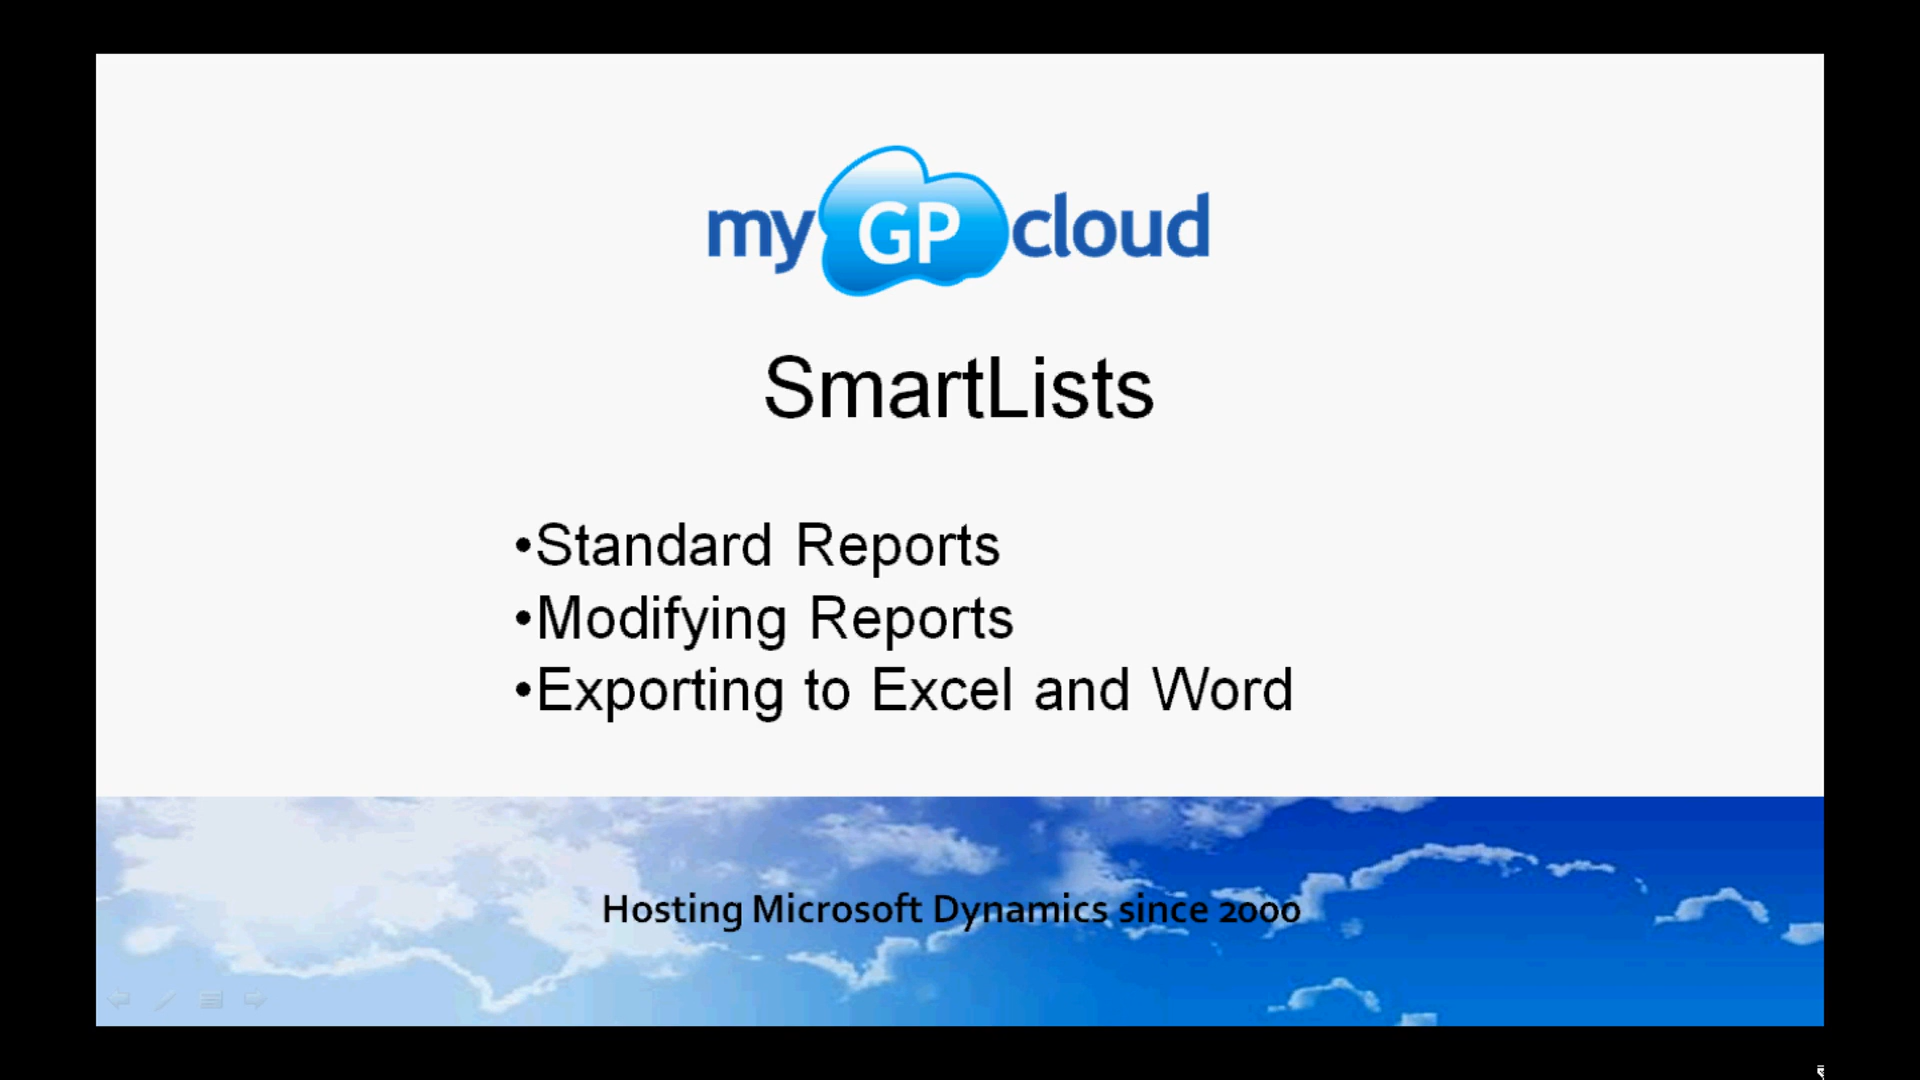 my GP cloud
SmartLists
•Standard Reports
•Modifying Reports
•Exporting to Excel and Word
Hosting Microsoft Dynamics since 2000